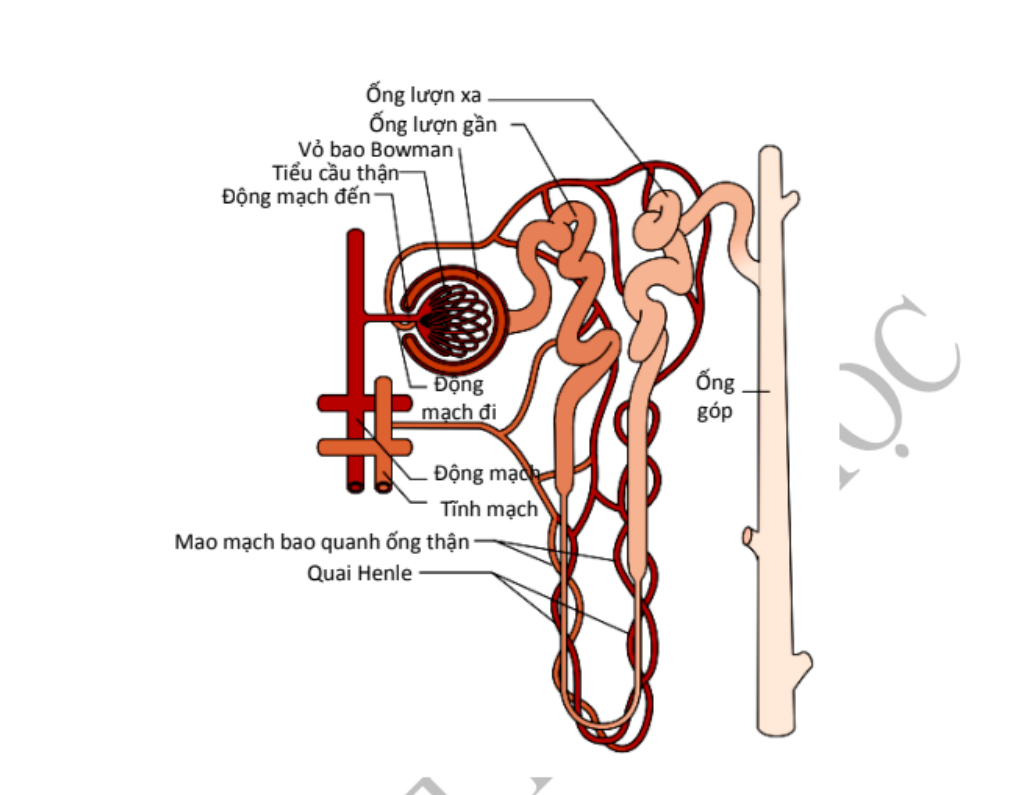 Ống lượn xa
Ống lượn gần
Vỏ bao Bowman
Tiểu cầu thận
Động mạch đến
Động
mạch đi
Ống
góp
Động mạch
Tĩnh mạch
Mao mạch bao quanh ống thận
Quai Henle
ỌC